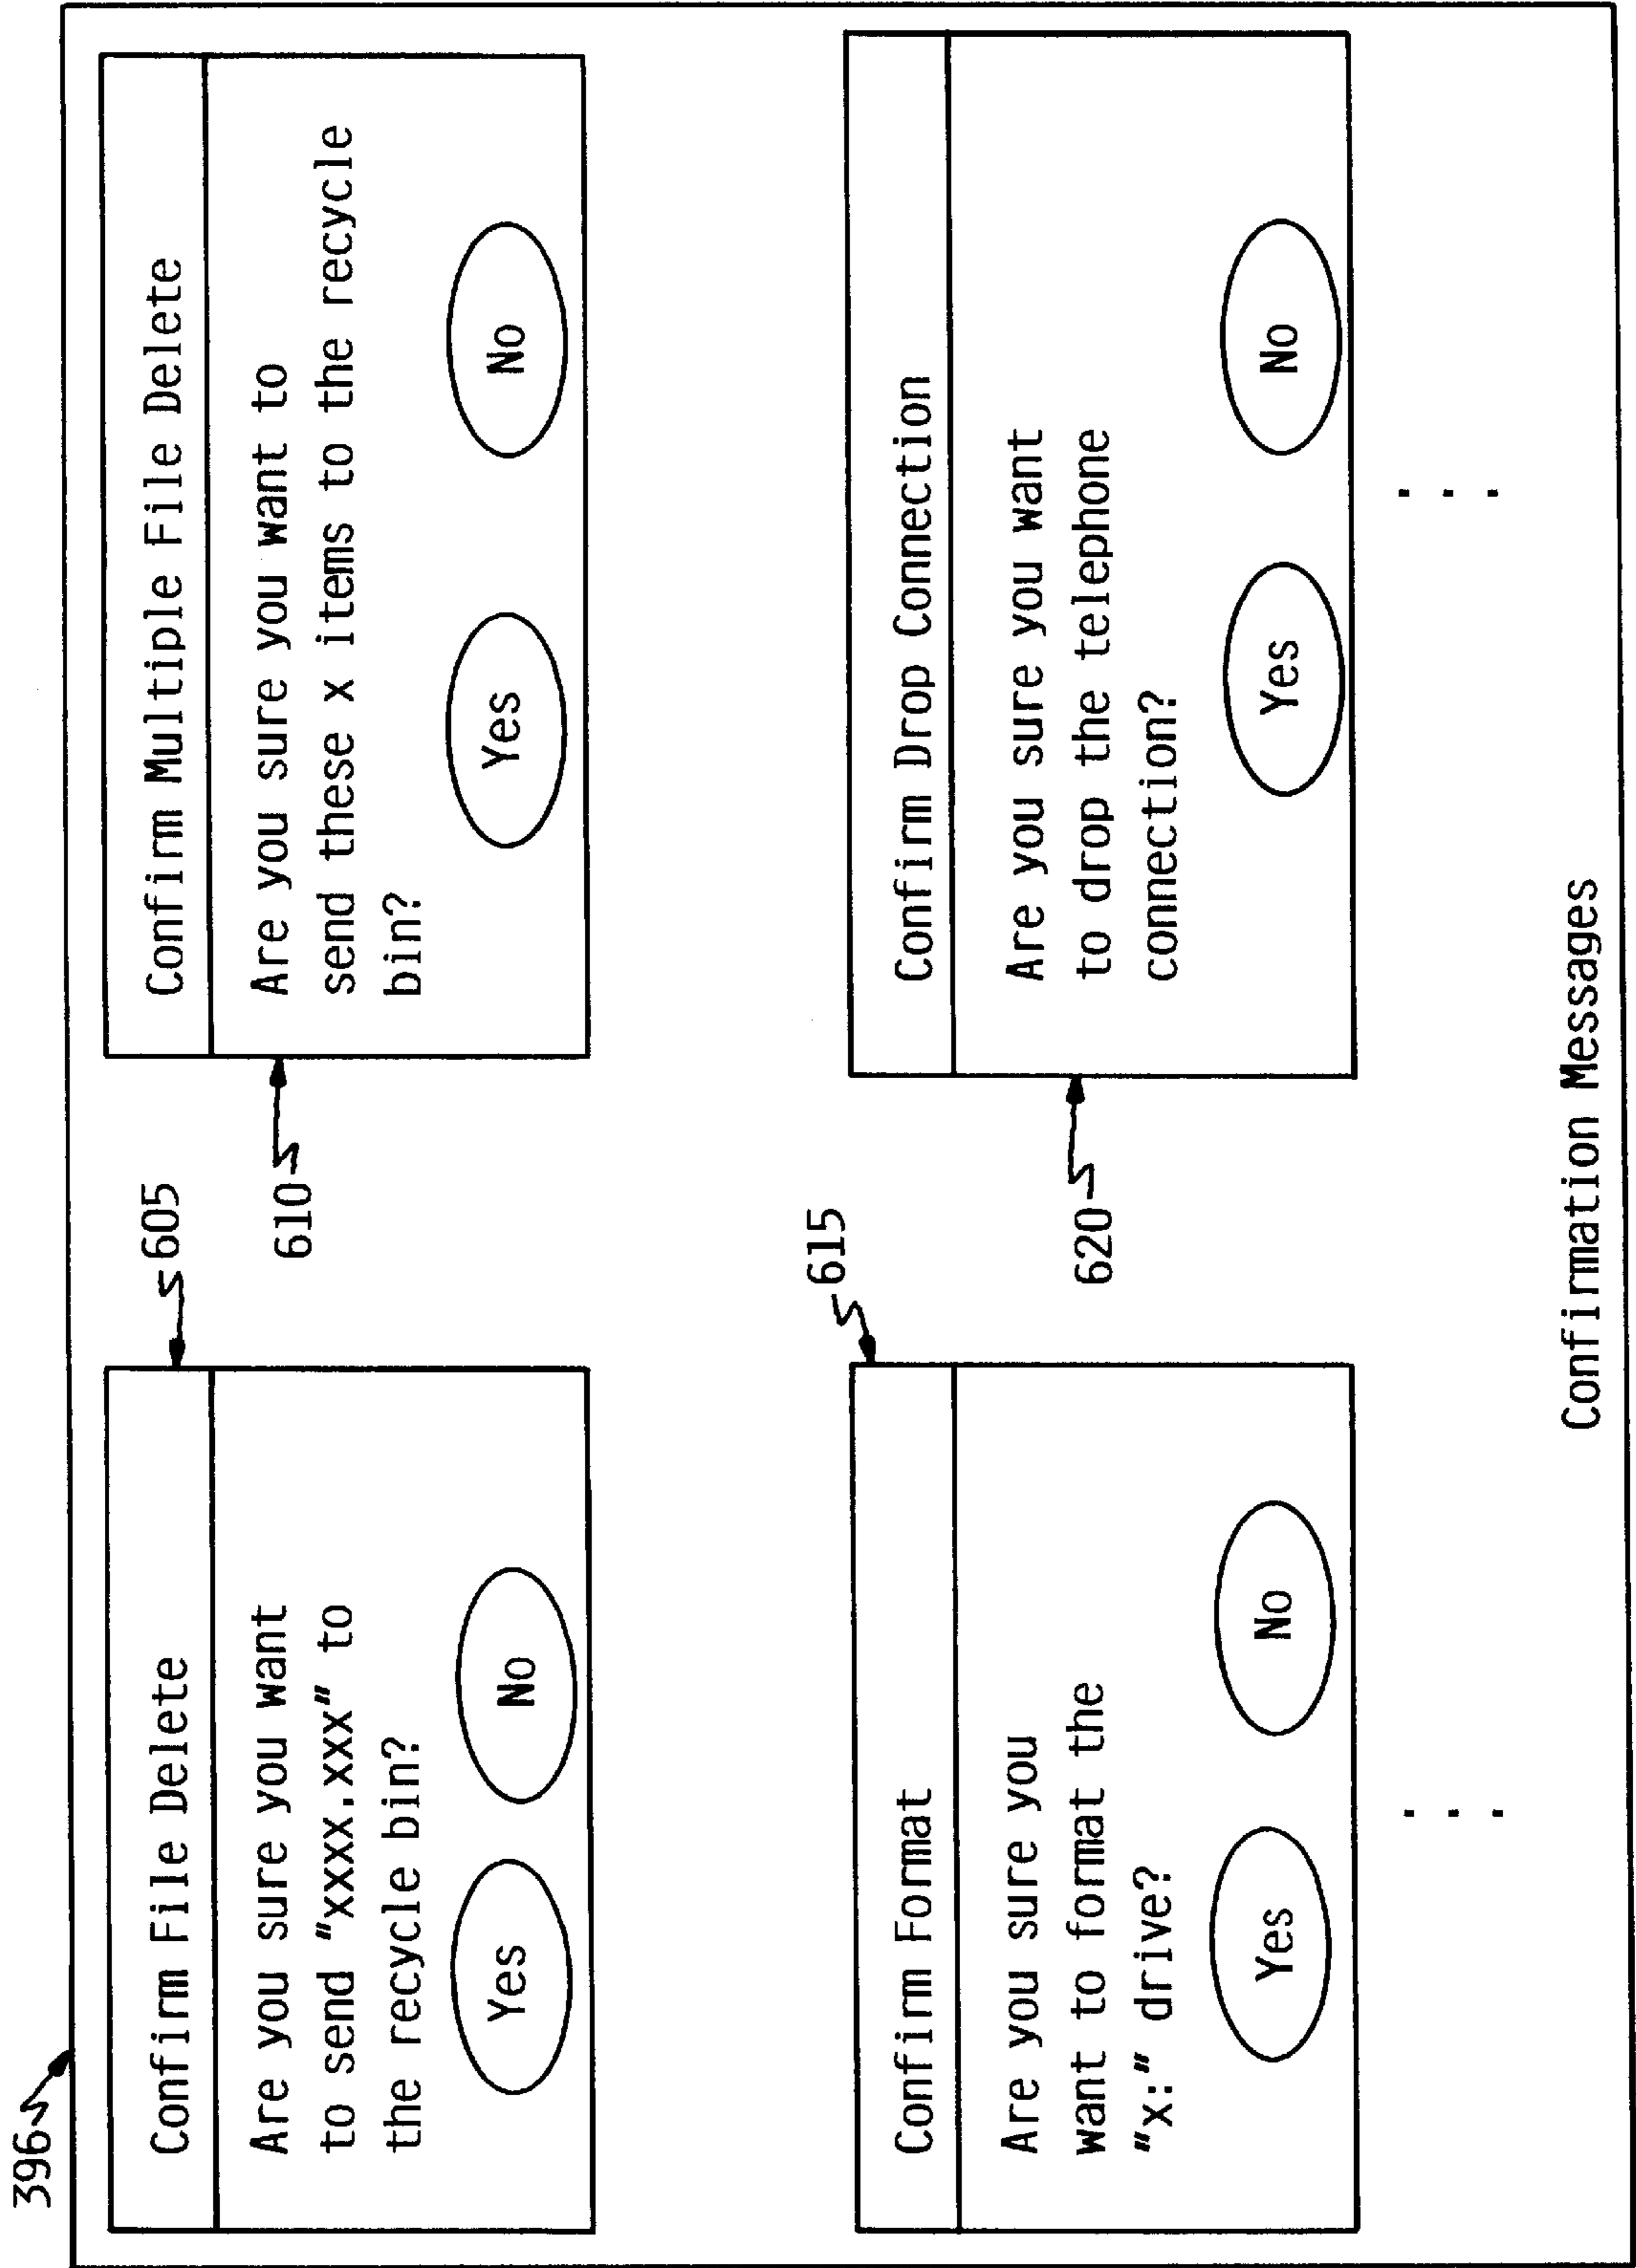 396
Confirm File Delete
Are you sure you want
to send "xxxx.xxx" to
the recycle bin?
Yes
No
605
610
Confirm Multiple File Delete
Are you sure you want to
send these x items to the recycle
bin?
Yes
No
Confirm Format
Are you sure you
want to format the
"x:" drive?
Yes
No
615
620
Confirm Drop Connection
Are you sure you want
to drop the telephone
connection?
Yes
No
. . .
. . .
Confirmation Messages